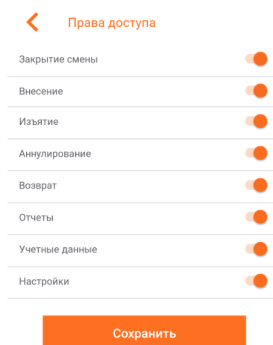 Права доступа
Закрытие смены
Внесение
Изъятие
Аннулирование
Возврат
Отчеты
Учетные данные
Настройки
Сохранить